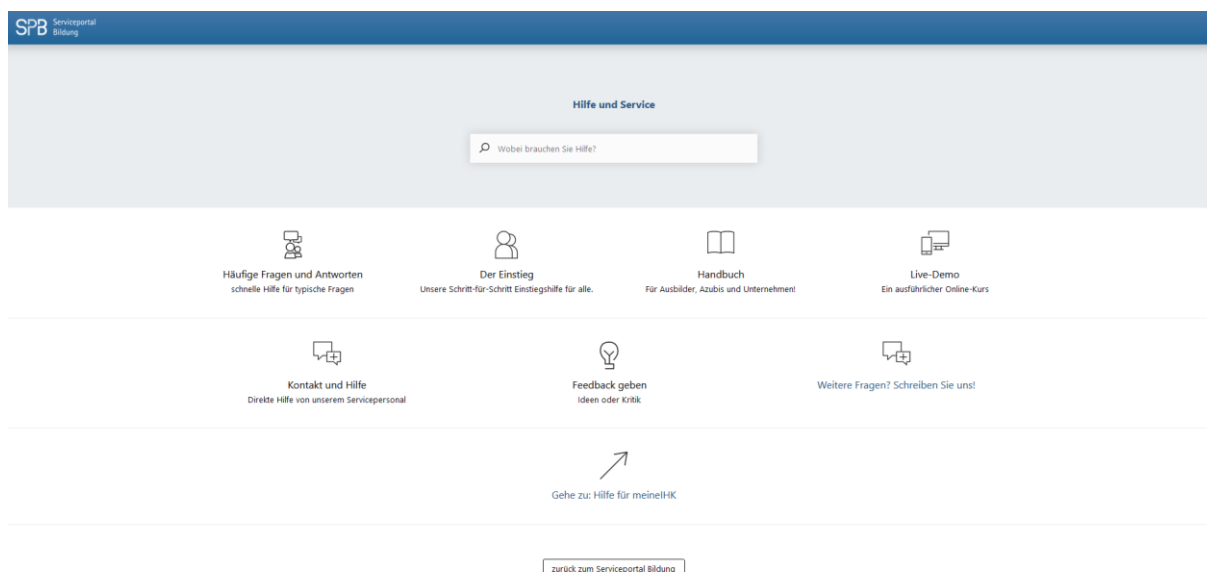 SPB Serviceportal
Bildung
Hilfe und Service
Wobei brauchen Sie Hilfe?
Häufige Fragen und Antworten
schnelle Hilfe für typische Fragen
Der Einstieg
Unsere Schritt-für-Schritt Einstiegshilfe für alle.
Handbuch
Für Ausbilder, Azubis und Unternehmen!
Live-Demo
Ein ausführlicher Online-Kurs
Kontakt und Hilfe
Direkte Hilfe von unserem Servicepersonal
Feedback geben
Ideen oder Kritik
Weitere Fragen? Schreiben Sie uns!
Gehe zu: Hilfe für meineIHK
zurück zum Serviceportal Bildung